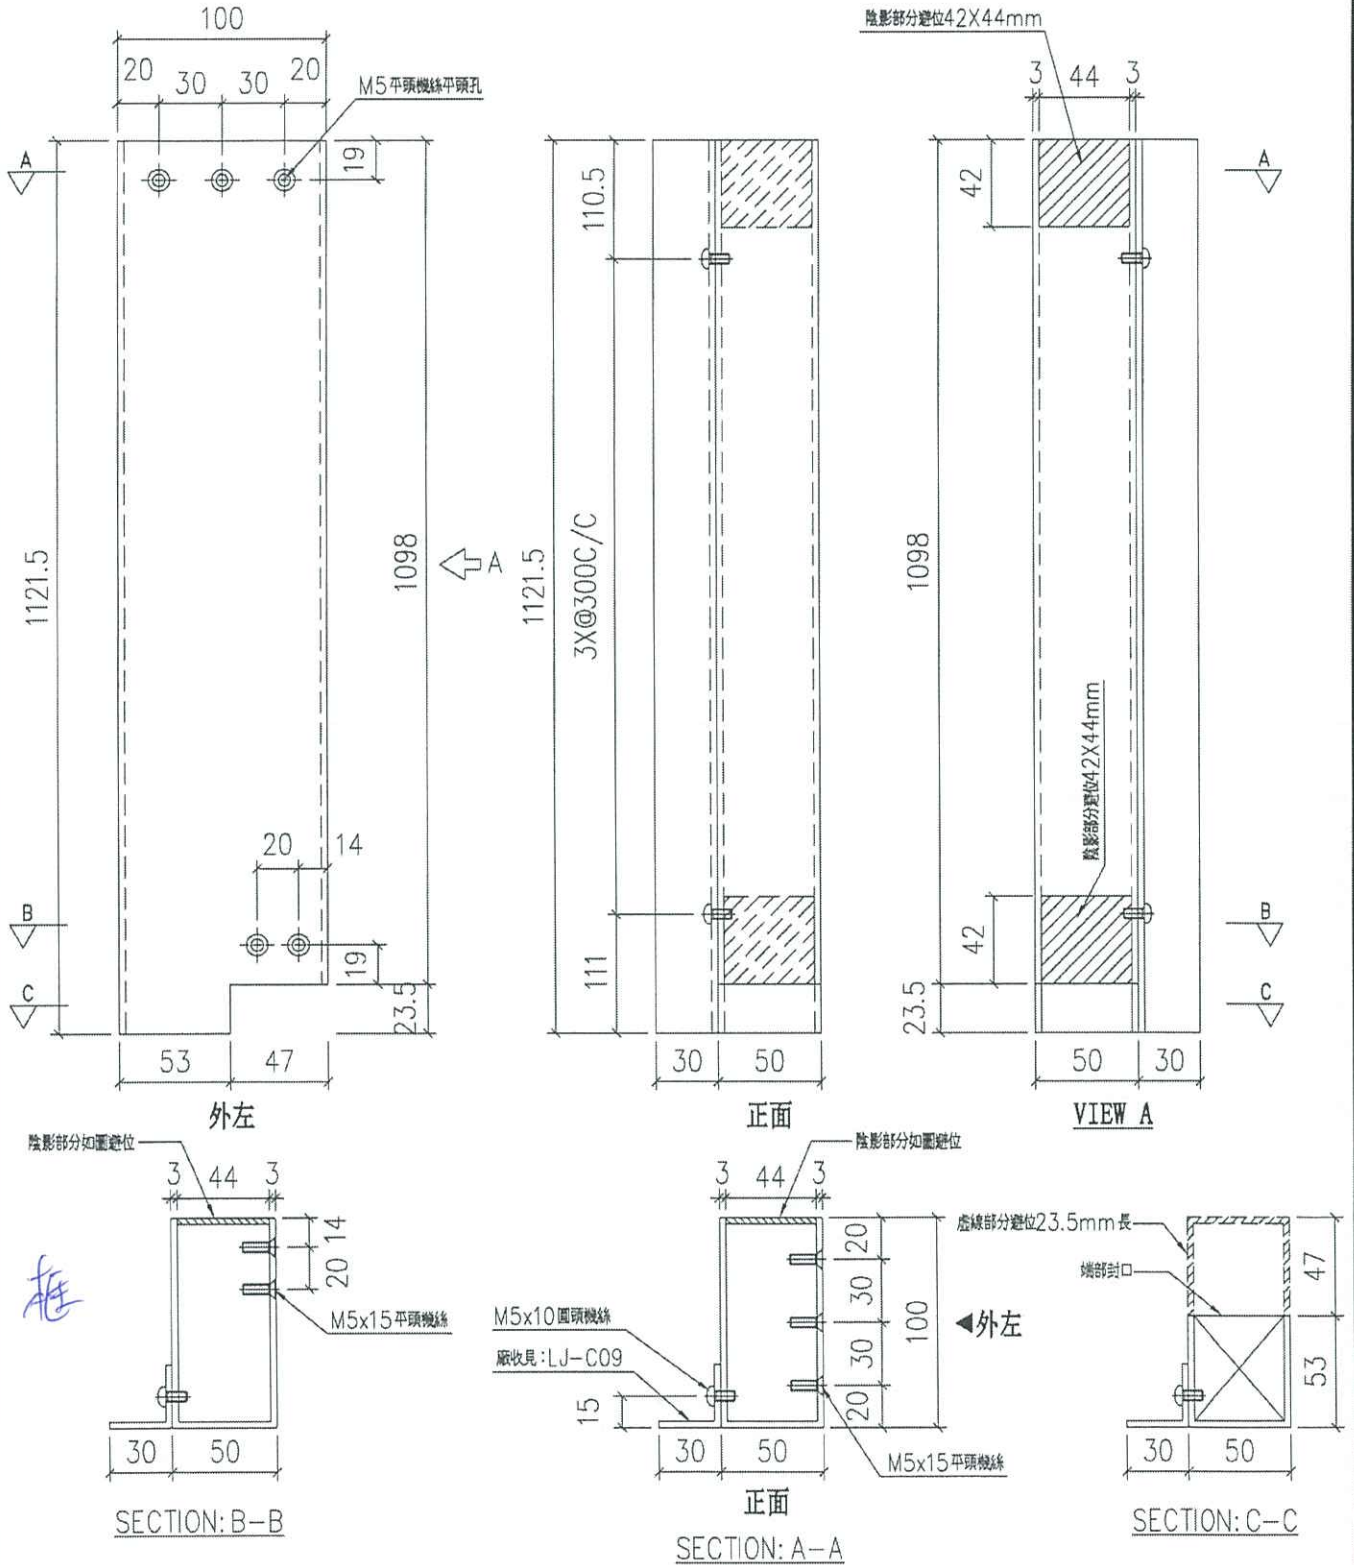 100
20 30 30 20
M5平頭機絲平頭孔
19
A
1121.5
1098
A
20 14
B
19
C
23.5
53 47
外左
110.5
1121.5
3X@300C/C
111
30 50
正面
陰影部分避位42X44mm
3 44 3
42
A
1098
陰影部分避位42X44mm
42
B
23.5
C
50 30
VIEW A
陰影部分如圖避位
3 44 3
14
20
M5x15平頭機絲
30 50
SECTION: B-B
框
陰影部分如圖避位
3 44 3
20
30
30
20
100
◀外左
M5x10圓頭機絲
廠收見:LJ-C09
15
30 50
M5x15平頭機絲
正面
SECTION: A-A
虛線部分避位23.5mm長
端部封口
47
53
30 50
SECTION: C-C